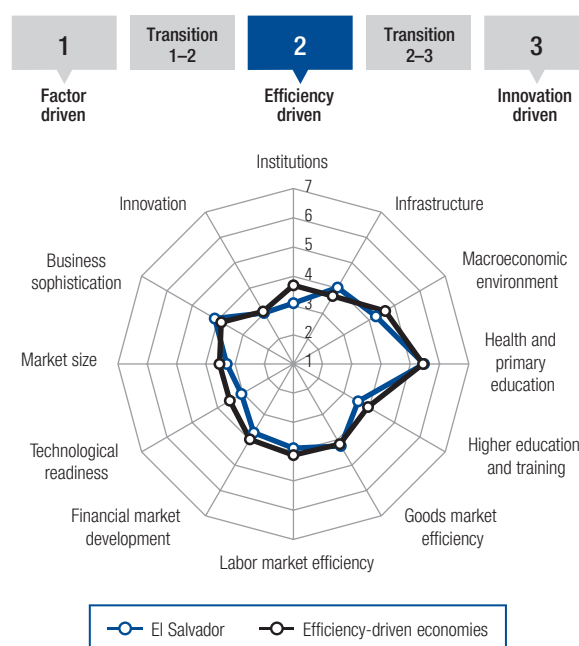 1
Transition
1–2
2
Transition
2–3
3
Factor
driven
Efficiency
driven
Innovation
driven
Institutions
7
Innovation
Infrastructure
6
5
Business
sophistication
Macroeconomic
environment
4
3
2
Market size
1
Health and
primary
education
Technological
readiness
Higher education
and training
Financial market
development
Goods market
efficiency
Labor market efficiency
El Salvador
Efficiency-driven economies